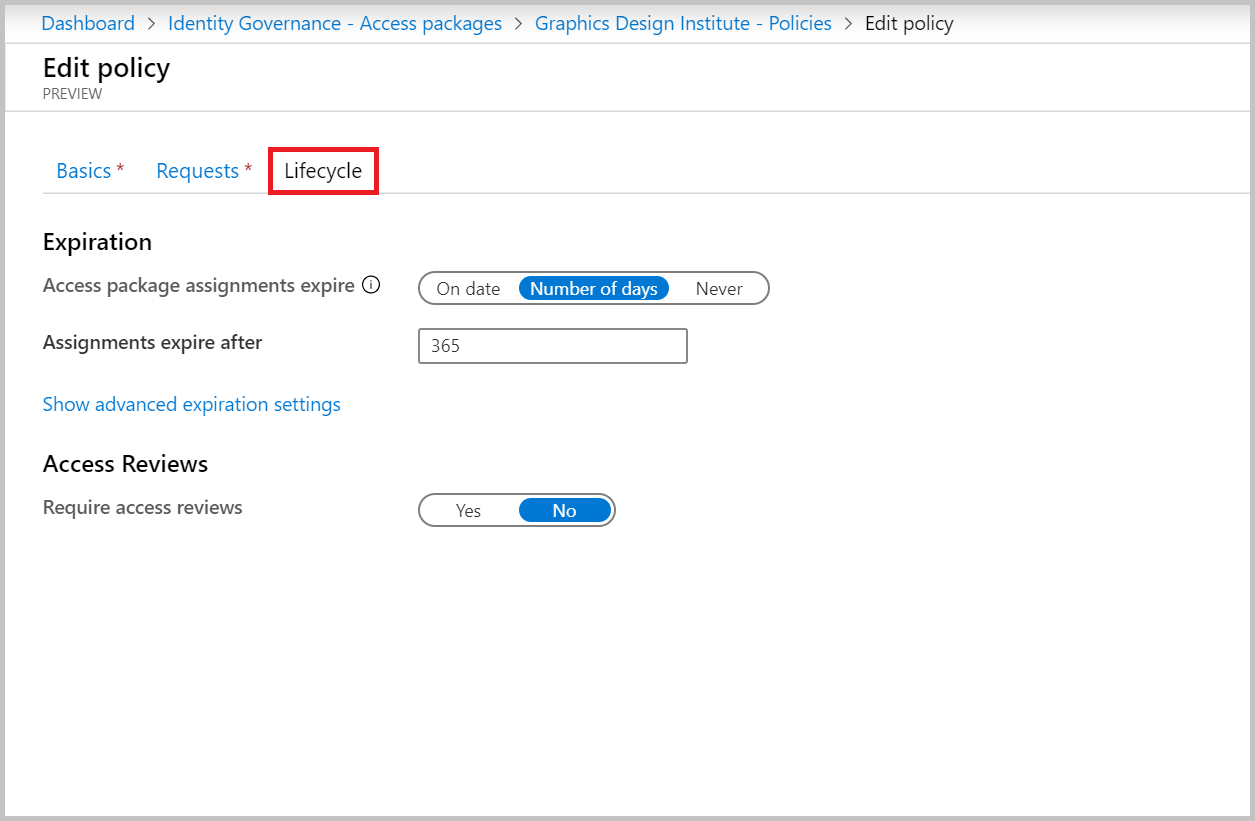 Dashboard > Identity Governance - Access packages > Graphics Design Institute - Policies > Edit policy
Edit policy
PREVIEW
Basics * Requests * Lifecycle
Expiration
Access package assignments expire On date Number of days Never
Assignments expire after 365
Show advanced expiration settings
Access Reviews
Require access reviews Yes No